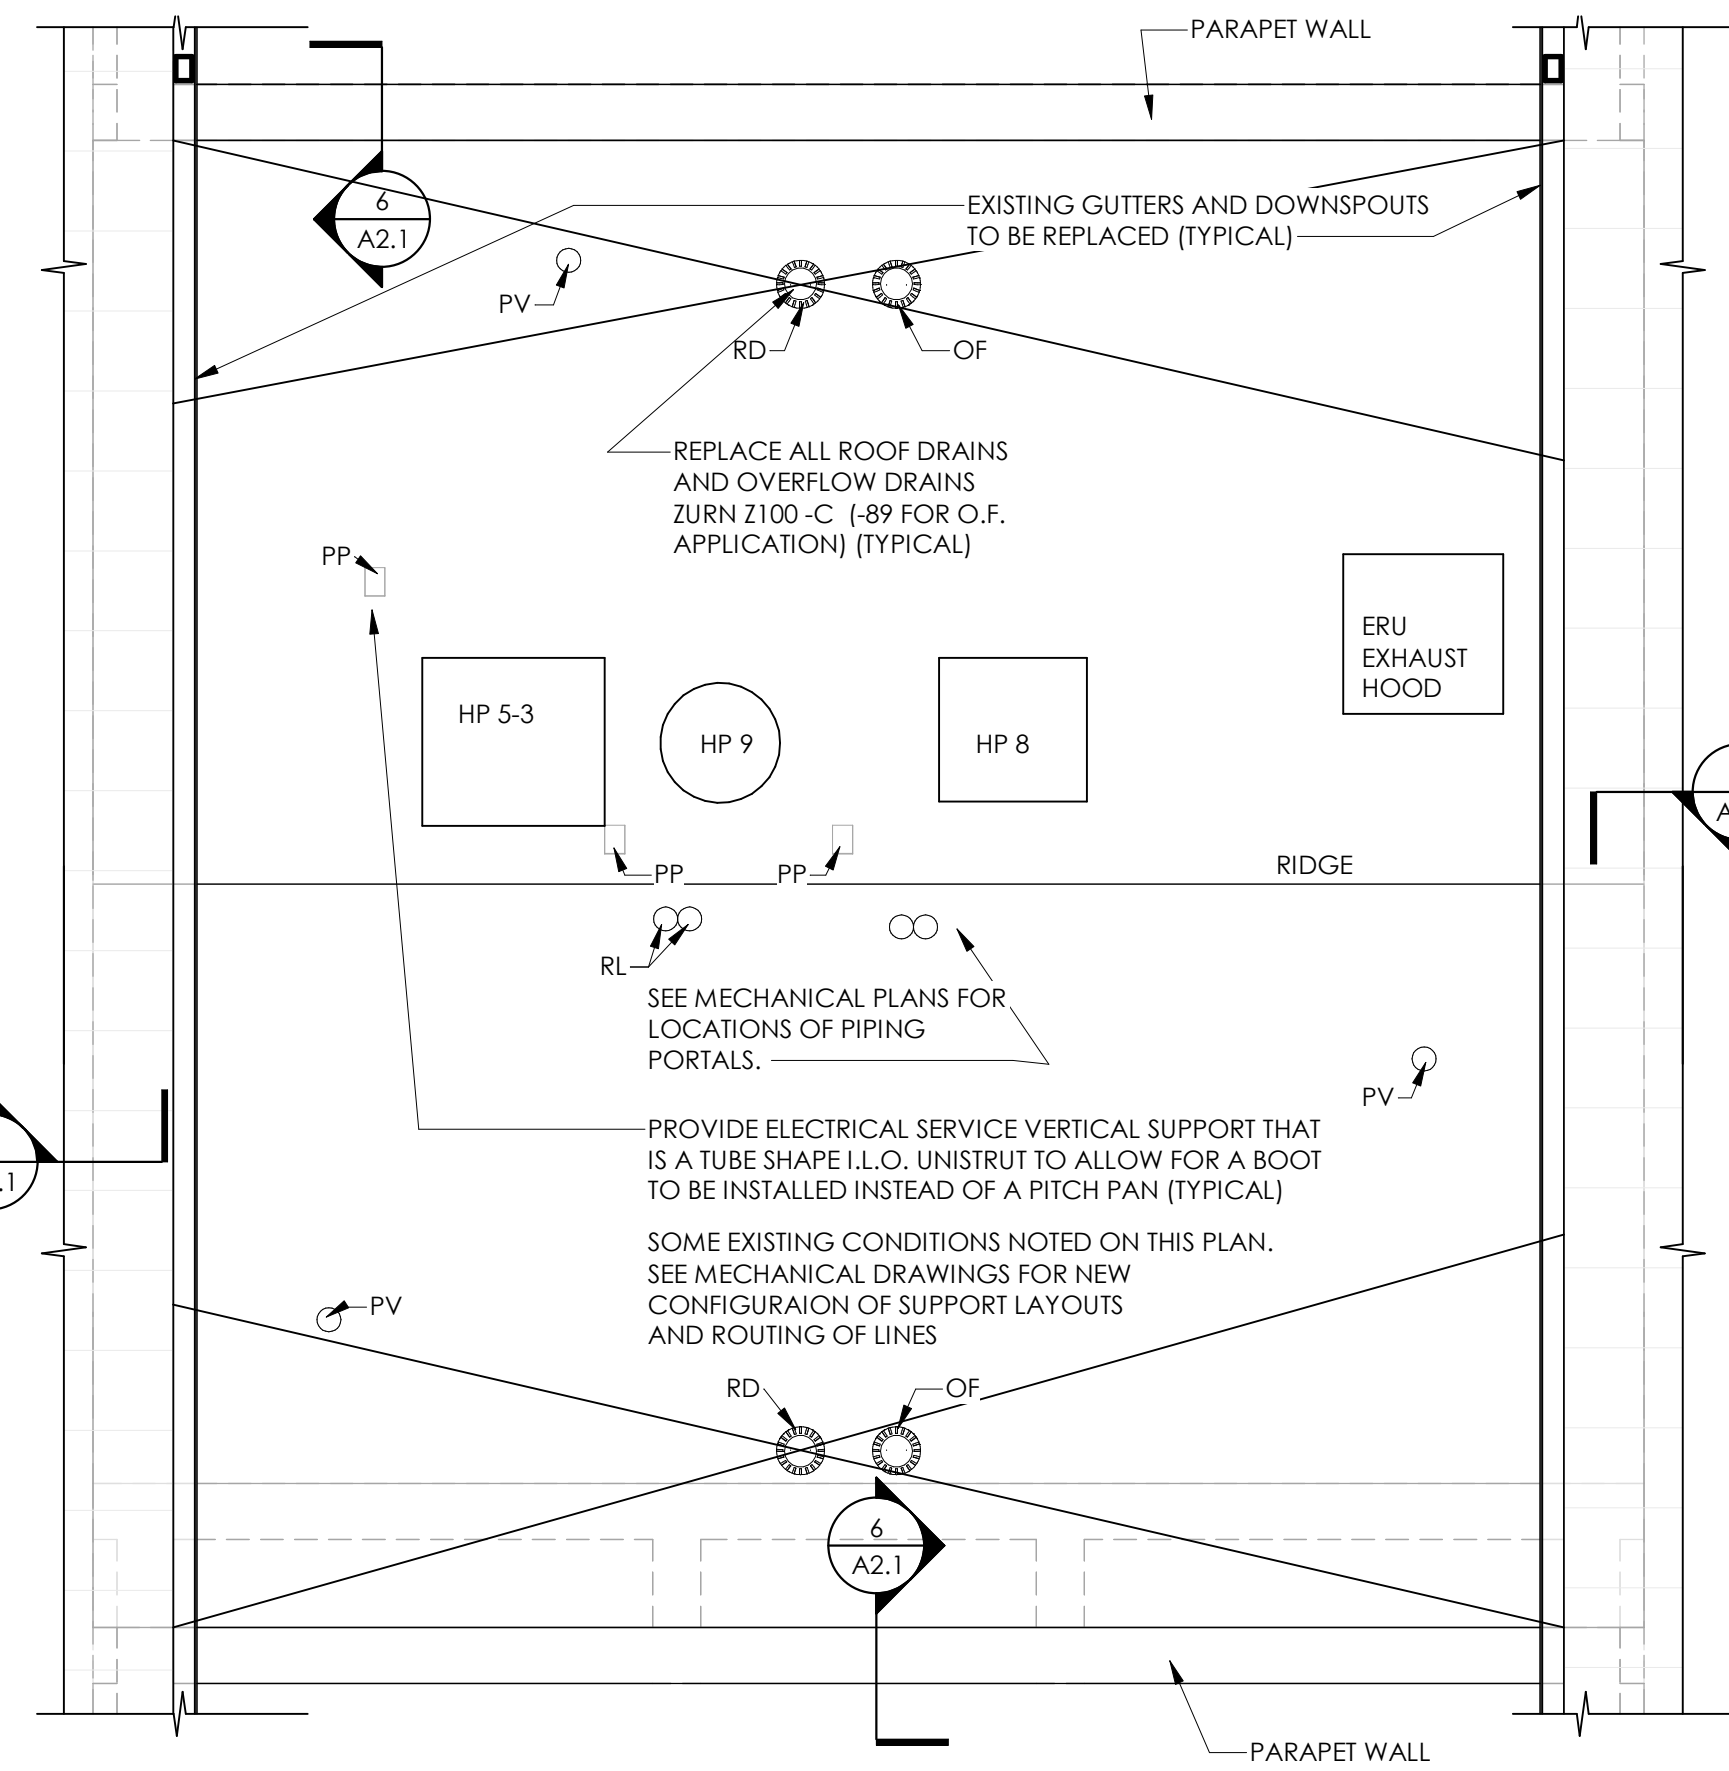 PARAPET WALL
EXISTING GUTTERS AND DOWNSPOUTS
TO BE REPLACED (TYPICAL)
6
A2.1
PV
RD
OF
REPLACE ALL ROOF DRAINS
AND OVERFLOW DRAINS
ZURN Z100 -C (-89 FOR O.F.
APPLICATION) (TYPICAL)
PP
ERU
EXHAUST
HOOD
HP 5-3
HP 9
HP 8
A
PP
PP
RIDGE
RL
SEE MECHANICAL PLANS FOR
LOCATIONS OF PIPING
PORTALS.
PV
PROVIDE ELECTRICAL SERVICE VERTICAL SUPPORT THAT
IS A TUBE SHAPE I.L.O. UNISTRUT TO ALLOW FOR A BOOT
TO BE INSTALLED INSTEAD OF A PITCH PAN (TYPICAL)
.1
SOME EXISTING CONDITIONS NOTED ON THIS PLAN.
SEE MECHANICAL DRAWINGS FOR NEW
CONFIGURAION OF SUPPORT LAYOUTS
AND ROUTING OF LINES
PV
RD
OF
6
A2.1
PARAPET WALL